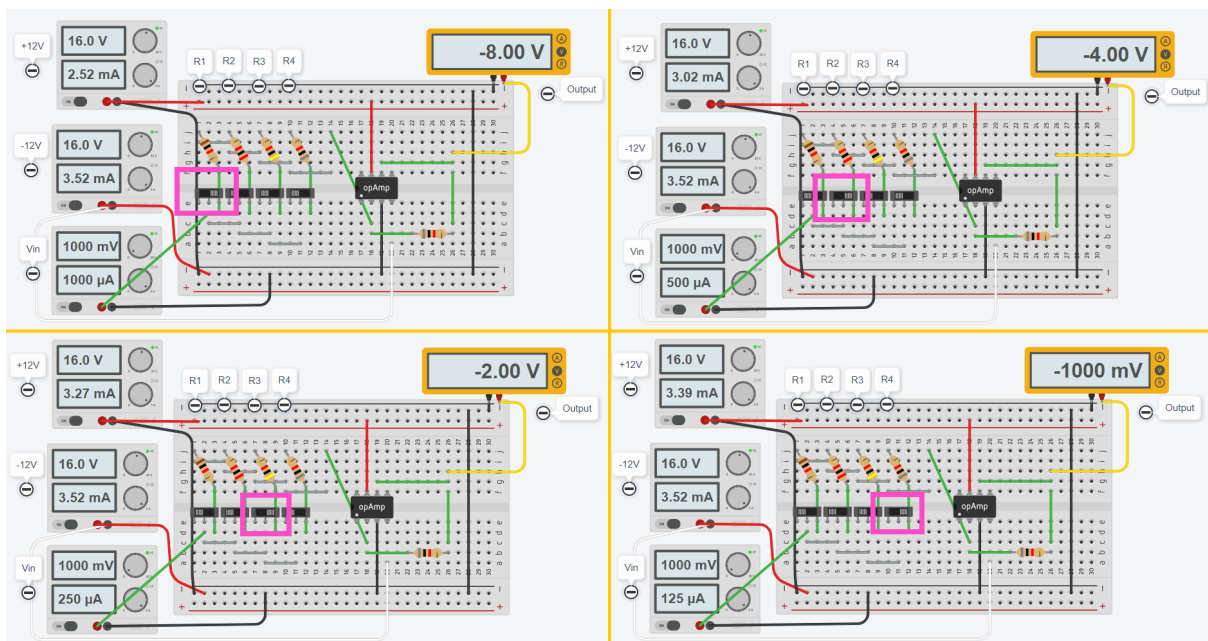 +12V
16.0 V
2.52 mA
R1
R2
R3
R4
-8.00 V
Output
-12V
16.0 V
3.52 mA
opAmp
Vin
1000 mV
1000 µA
+12V
16.0 V
3.02 mA
R1
R2
R3
R4
-4.00 V
Output
-12V
16.0 V
3.52 mA
opAmp
Vin
1000 mV
500 µA
+12V
16.0 V
3.27 mA
R1
R2
R3
R4
-2.00 V
Output
-12V
16.0 V
3.52 mA
opAmp
Vin
1000 mV
250 µA
+12V
16.0 V
3.39 mA
R1
R2
R3
R4
-1000 mV
Output
-12V
16.0 V
3.52 mA
opAmp
Vin
1000 mV
125 µA